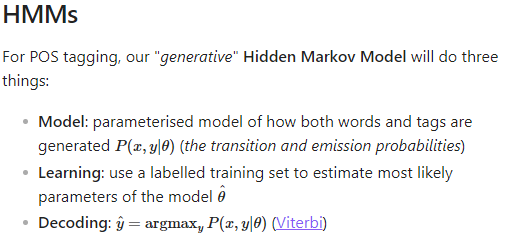 HMMs
For POS tagging, our "generative" Hidden Markov Model will do three
things:
• Model: parameterised model of how both words and tags are
generated P(x, y|θ) (the transition and emission probabilities)
• Learning: use a labelled training set to estimate most likely
parameters of the model θ̂
• Decoding: ŷ = argmax_y P(x, y|θ) (Viterbi)